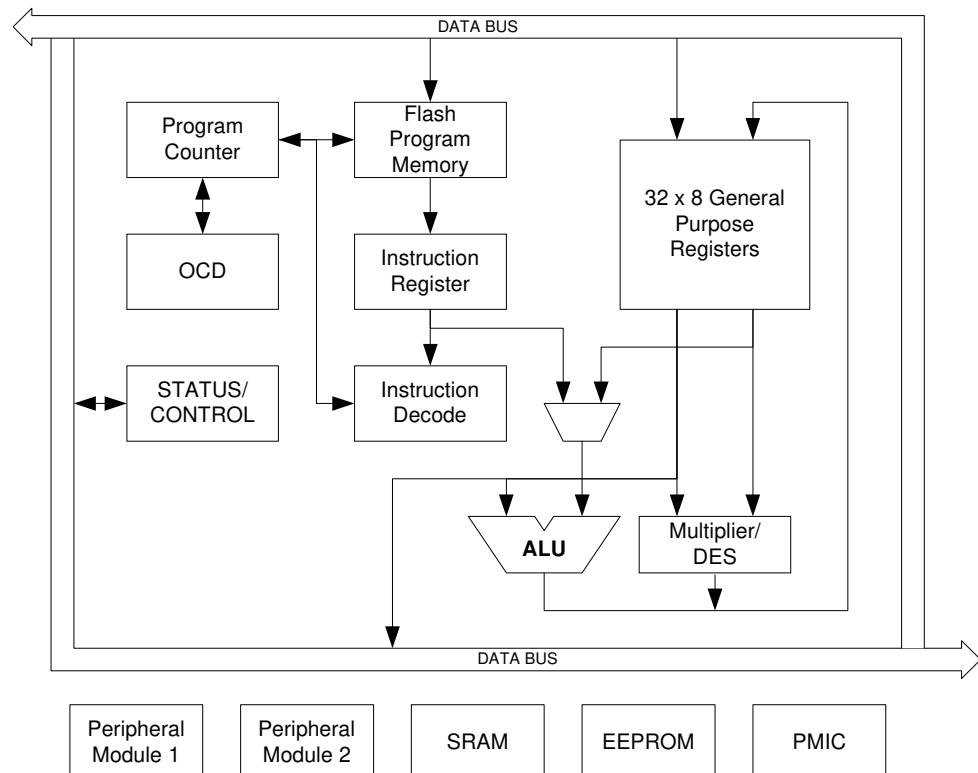 DATA BUS
Program
Counter
Flash
Program
Memory
32 x 8 General
Purpose
Registers
OCD
Instruction
Register
STATUS/
CONTROL
Instruction
Decode
ALU
Multiplier/
DES
DATA BUS
Peripheral
Module 1
Peripheral
Module 2
SRAM
EEPROM
PMIC